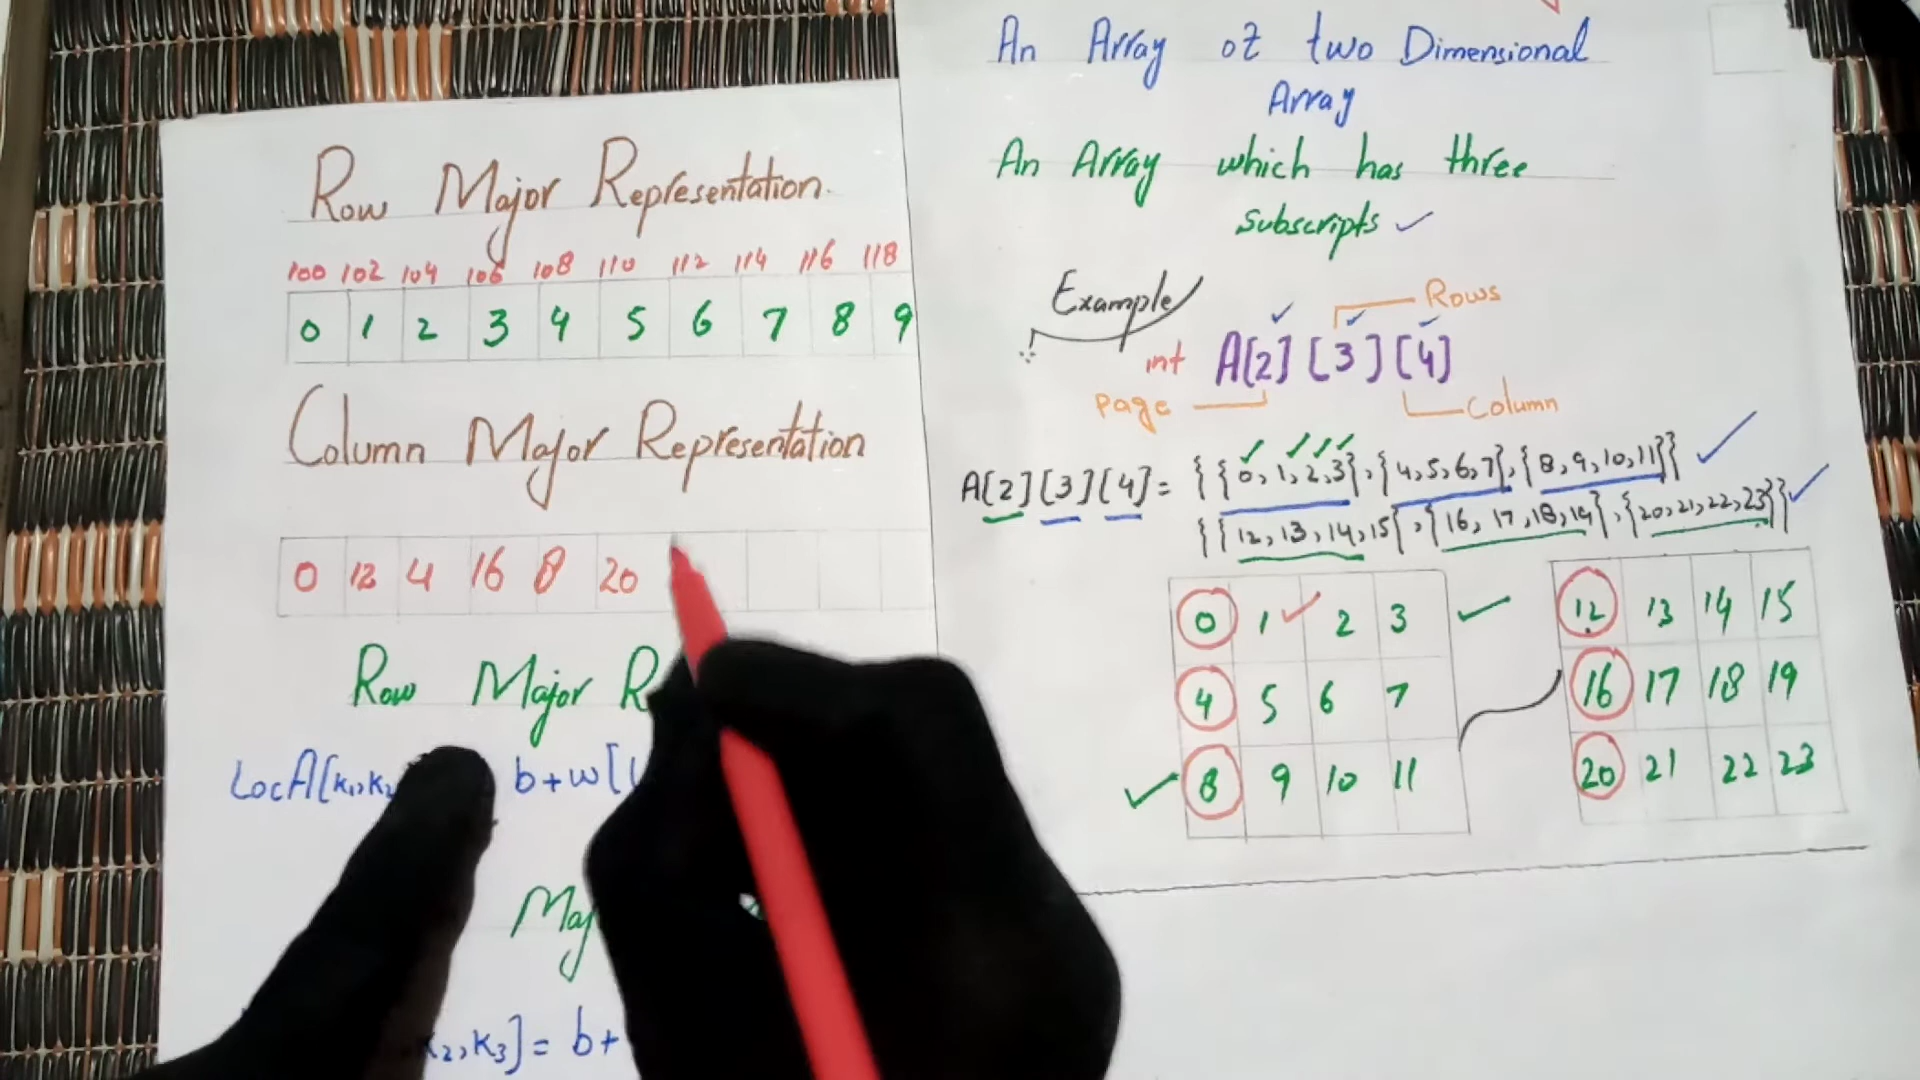 Row Major Representation.
100 102 104 106 108 110 112 114 116 118
0 1 2 3 4 5 6 7 8 9
Column Major Representation
0 12 4 16 8 20
Row Major R
LocA[k₁,k₂ b+w[(
Maj
k₂,k₃]= b+
An Array of two Dimensional
Array
An Array which has three
Subscripts ✓
Example
Rows
int A[2] [3] [4]
Page
Column
A[2][3][4]= {{0,1,2,3},{4,5,6,7},{8,9,10,11}}
{{12,13,14,15},{16,17,18,19},{20,21,22,23}}
0 1 2 3
4 5 6 7
8 9 10 11
12 13 14 15
16 17 18 19
20 21 22 23